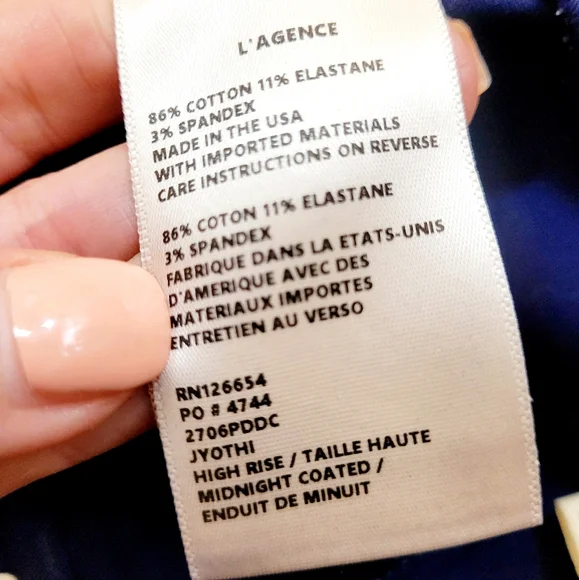 L'AGENCE
86% COTTON 11% ELASTANE
3% SPANDEX
MADE IN THE USA
WITH IMPORTED MATERIALS
CARE INSTRUCTIONS ON REVERSE
86% COTON 11% ELASTANE
3% SPANDEX
FABRIQUE DANS LA ETATS-UNIS
D'AMERIQUE AVEC DES
MATERIAUX IMPORTES
ENTRETIEN AU VERSO
RN126654
PO # 4744
2706PDDC
JYOTHI
HIGH RISE / TAILLE HAUTE
MIDNIGHT COATED /
ENDUIT DE MINUIT